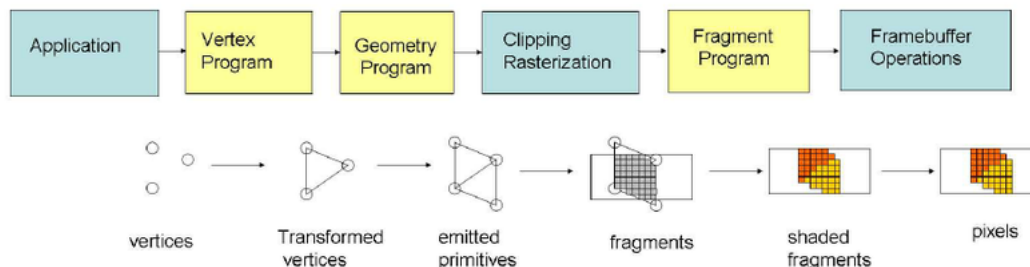 Application
Vertex
Program
Geometry
Program
Clipping
Rasterization
Fragment
Program
Framebuffer
Operations
vertices
Transformed
vertices
emitted
primitives
fragments
shaded
fragments
pixels